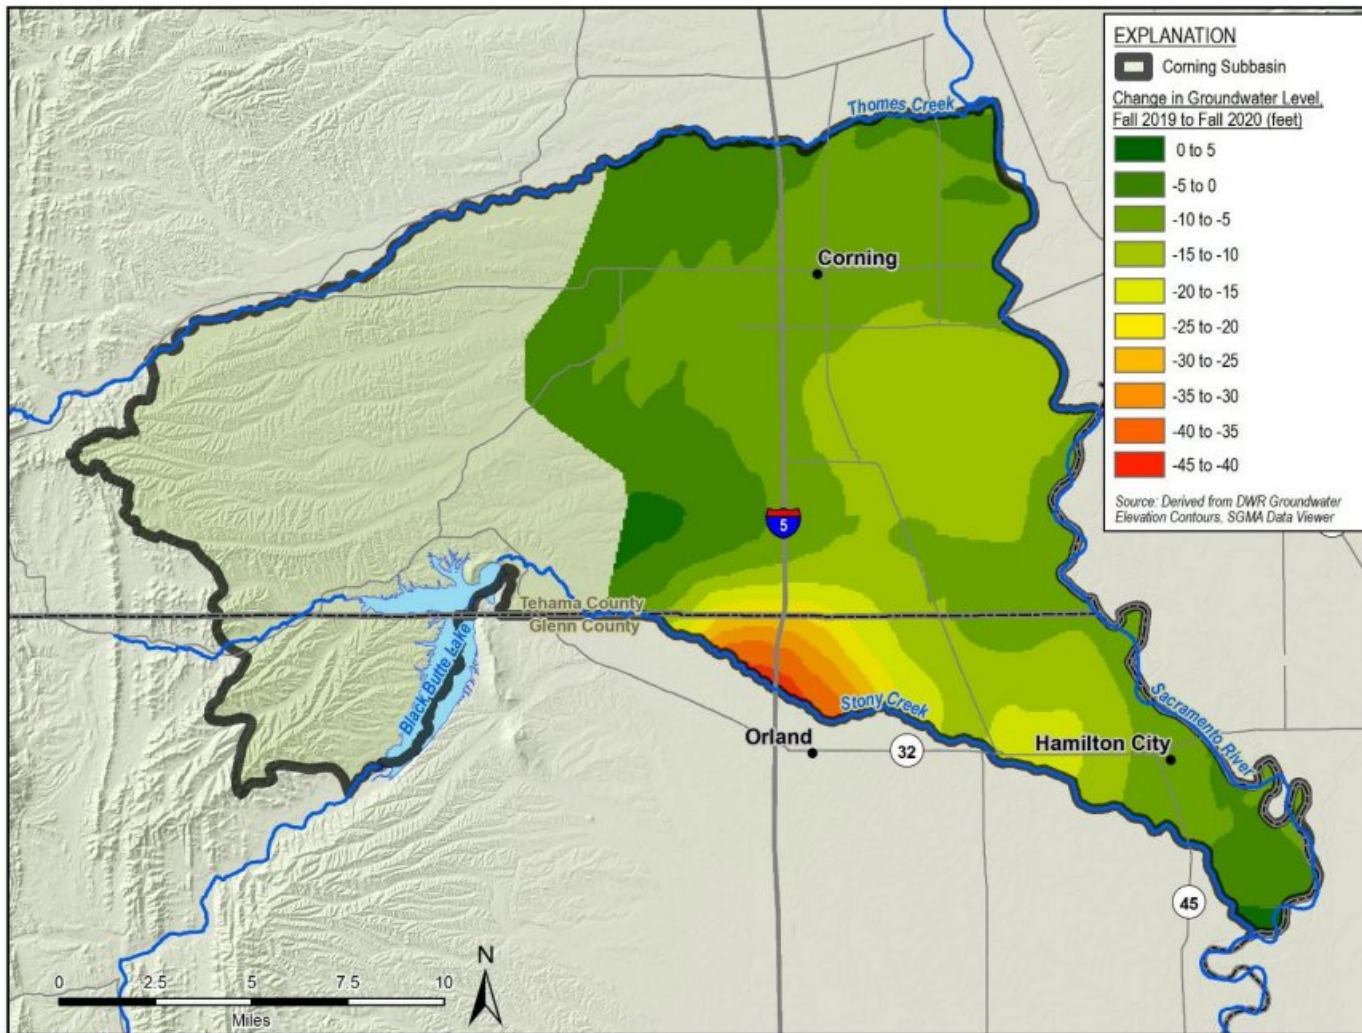 EXPLANATION
Corning Subbasin
Change in Groundwater Level,
Fall 2019 to Fall 2020 (feet)
0 to 5
-5 to 0
-10 to -5
-15 to -10
-20 to -15
-25 to -20
-30 to -25
-35 to -30
-40 to -35
-45 to -40
Source: Derived from DWR Groundwater
Elevation Contours, SGMA Data Viewer
Thomes Creek
Corning
5
Tehama County
Glenn County
Black Butte Lake
Stony Creek
Sacramento River
Orland
32
Hamilton City
45
N
0 2.5 5 7.5 10
Miles